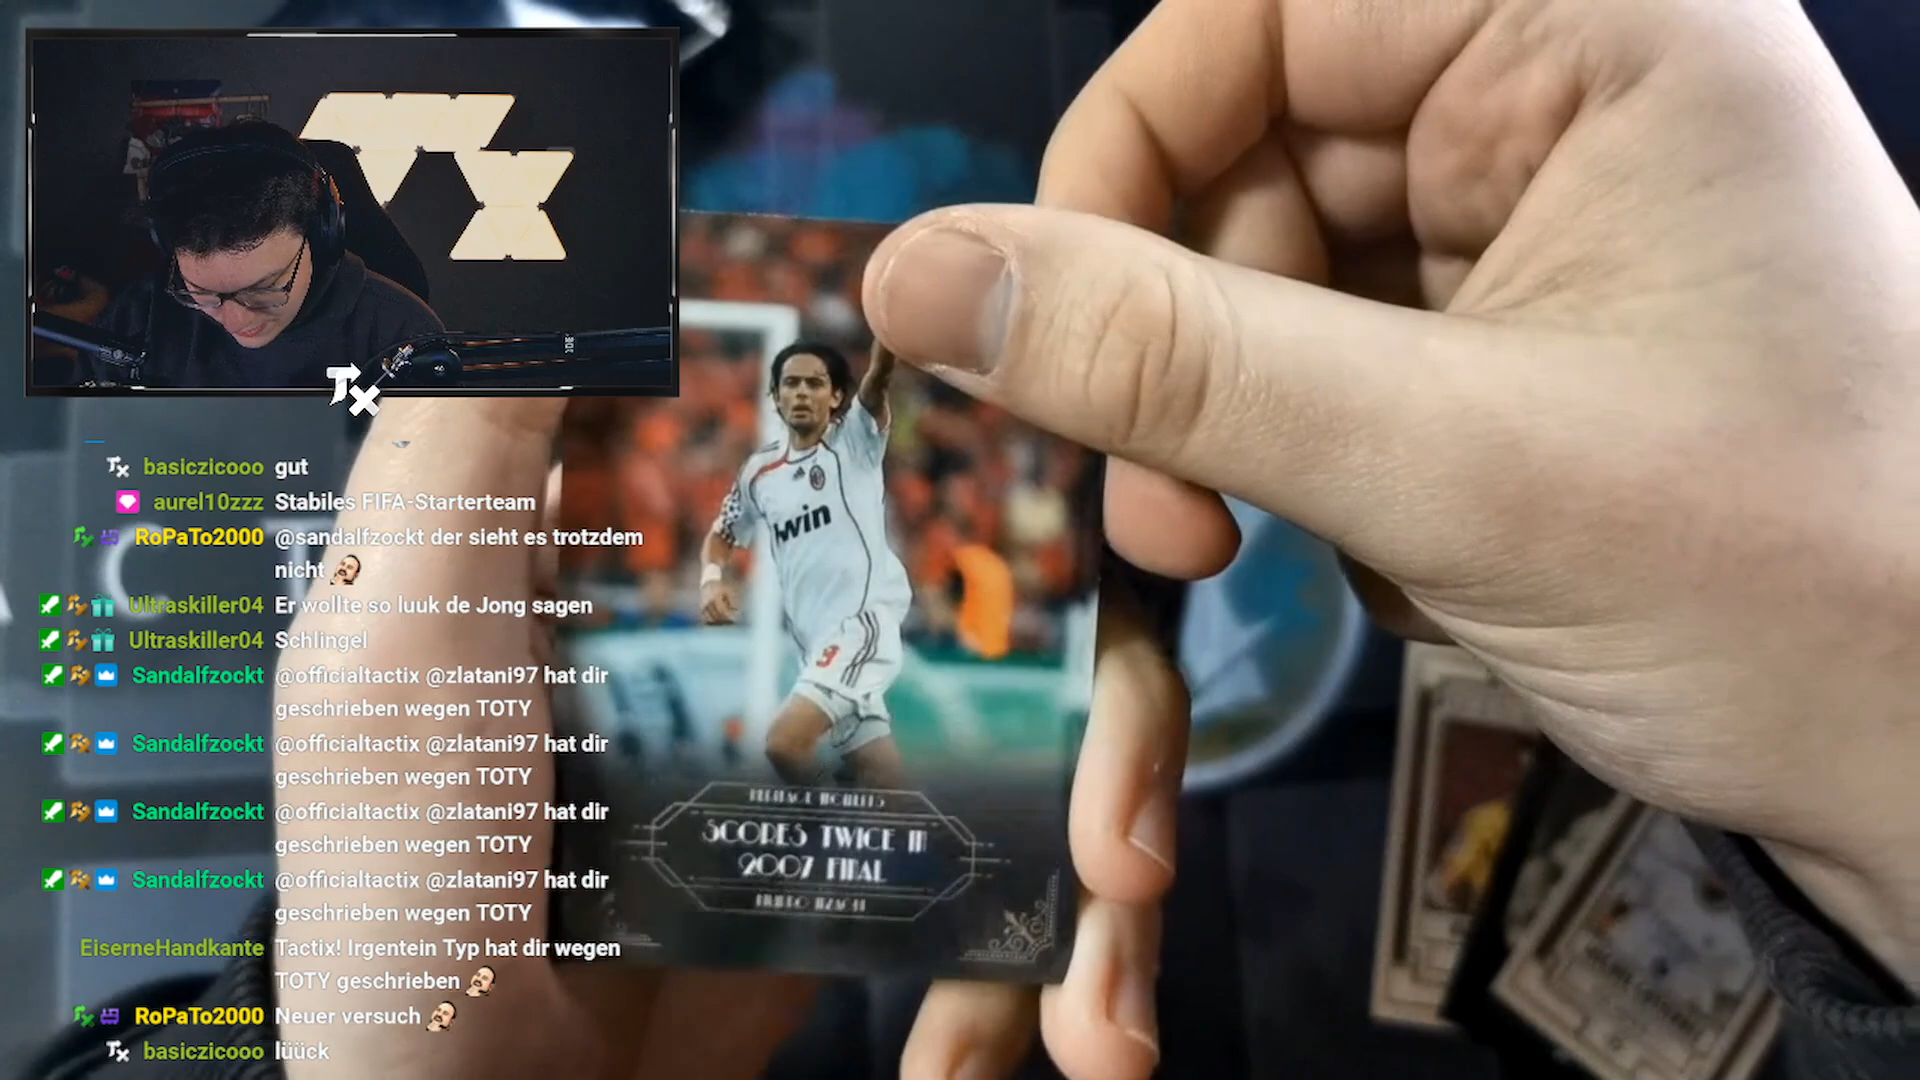 basiczicooo gut
aurel10zzz Stabiles FIFA-Starterteam
RoPaTo2000 @sandalfzockt der sieht es trotzdem
nicht
Ultraskiller04 Er wollte so luuk de Jong sagen
Ultraskiller04 Schlingel
Sandalfzockt @officialtactix @zlatani97 hat dir
geschrieben wegen TOTY
Sandalfzockt @officialtactix @zlatani97 hat dir
geschrieben wegen TOTY
Sandalfzockt @officialtactix @zlatani97 hat dir
geschrieben wegen TOTY
Sandalfzockt @officialtactix @zlatani97 hat dir
geschrieben wegen TOTY
EiserneHandkante Tactix! Irgentein Typ hat dir wegen
TOTY geschrieben
RoPaTo2000 Neuer versuch
basiczicooo lüück
bwin
9
SCORES TWICE IN
2007 FINAL